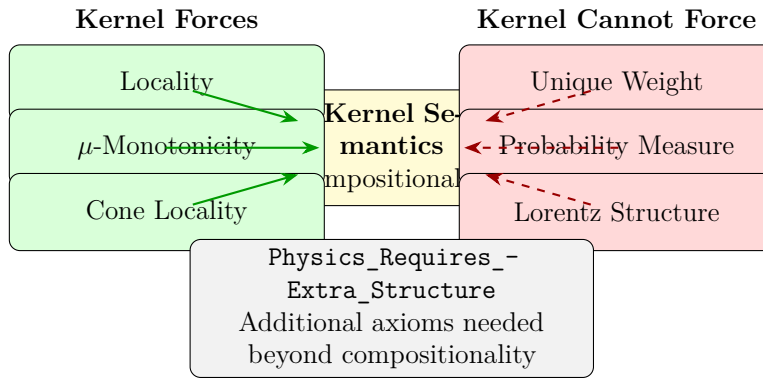 Kernel Forces
Kernel Cannot Force
Locality
μ-Monotonicity
Cone Locality
Kernel Se-
mantics
mpositional
Unique Weight
Probability Measure
Lorentz Structure
Physics_Requires_-
Extra_Structure
Additional axioms needed
beyond compositionality